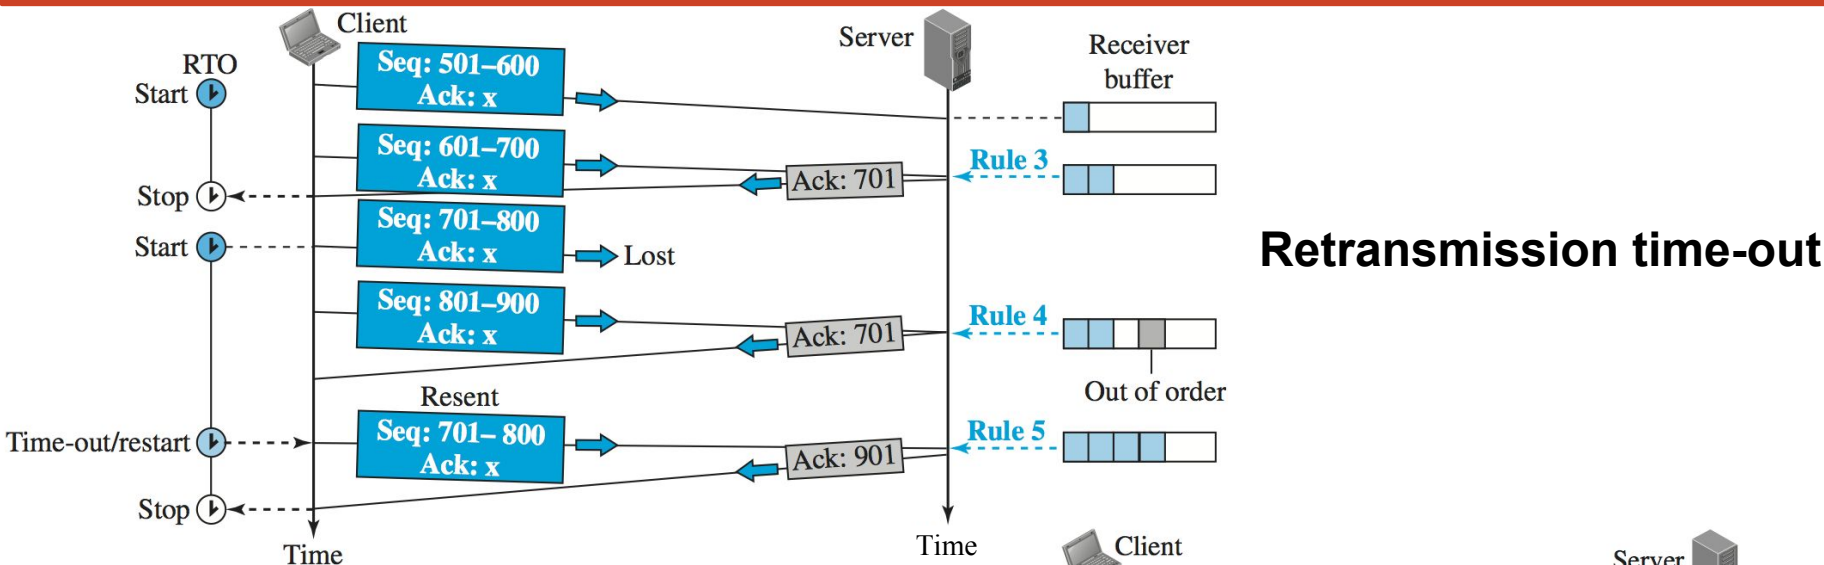 Client
Server
Receiver
buffer
RTO
Start
Seq: 501–600
Ack: x
Seq: 601–700
Ack: x
Rule 3
Ack: 701
Stop
Seq: 701–800
Ack: x
Start
Lost
Retransmission time-out
Seq: 801–900
Ack: x
Rule 4
Ack: 701
Out of order
Resent
Seq: 701– 800
Ack: x
Time-out/restart
Rule 5
Ack: 901
Stop
Time
Time
Client
Server